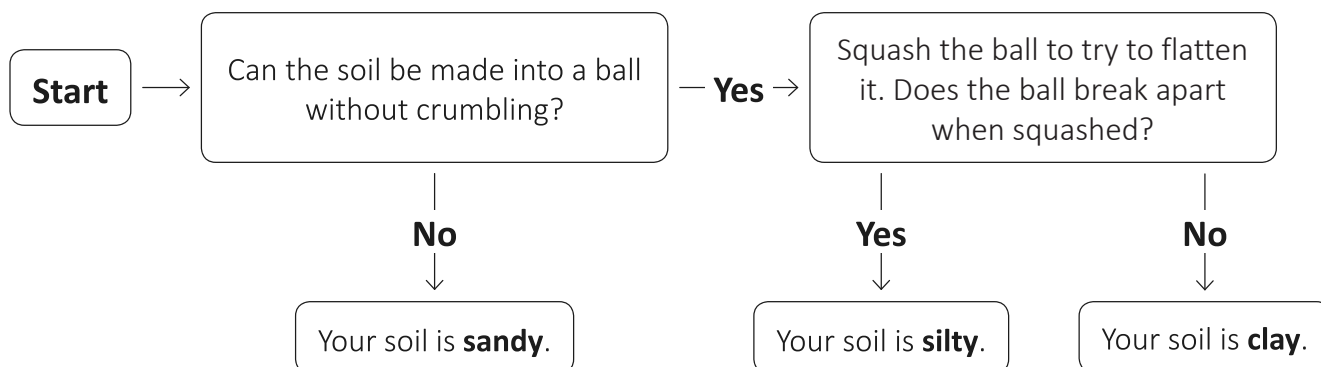 Start
Can the soil be made into a ball
without crumbling?
Yes
Squash the ball to try to flatten
it. Does the ball break apart
when squashed?
No
Yes
No
Your soil is sandy.
Your soil is silty.
Your soil is clay.